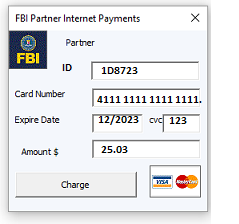 FBI Partner Internet Payments
FBI
Partner
ID 1D8723
Card Number 4111 1111 1111 1111.
Expire Date 12/2023 cvc 123
Amount $ 25.03
Charge VISA MasterCard